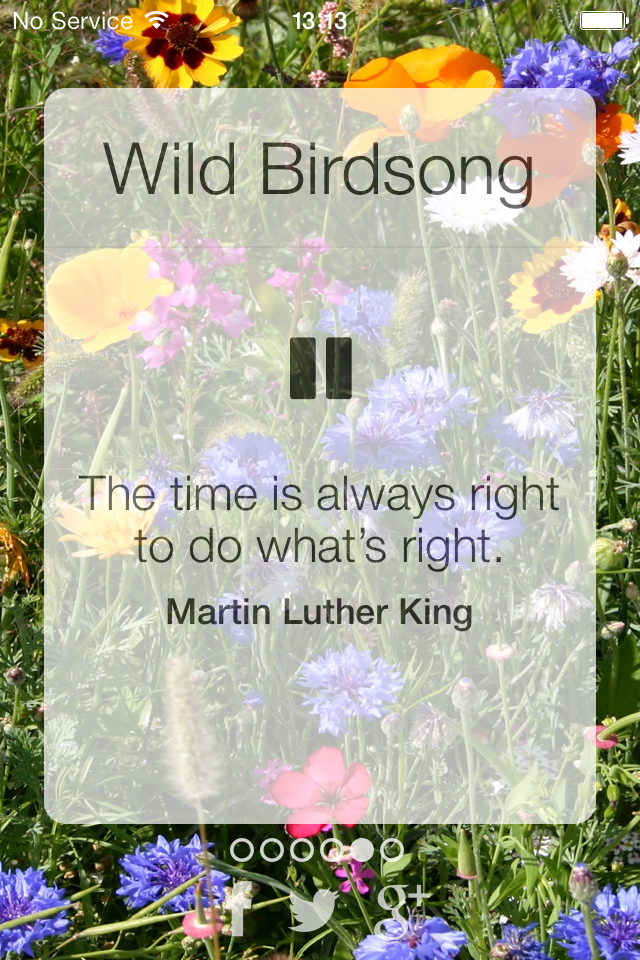 No Service 13:13
Wild Birdsong
The time is always right
to do what’s right.
Martin Luther King
f g+